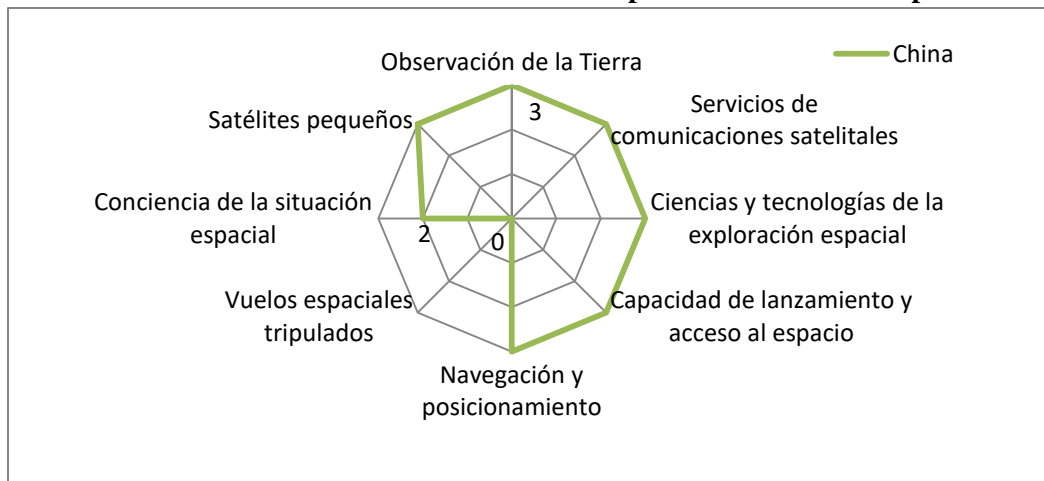 China
Observación de la Tierra
3
Servicios de
comunicaciones satelitales
Satélites pequeños
Conciencia de la situación
espacial
2
0
Ciencias y tecnologías de la
exploración espacial
Vuelos espaciales
tripulados
Capacidad de lanzamiento y
acceso al espacio
Navegación y
posicionamiento